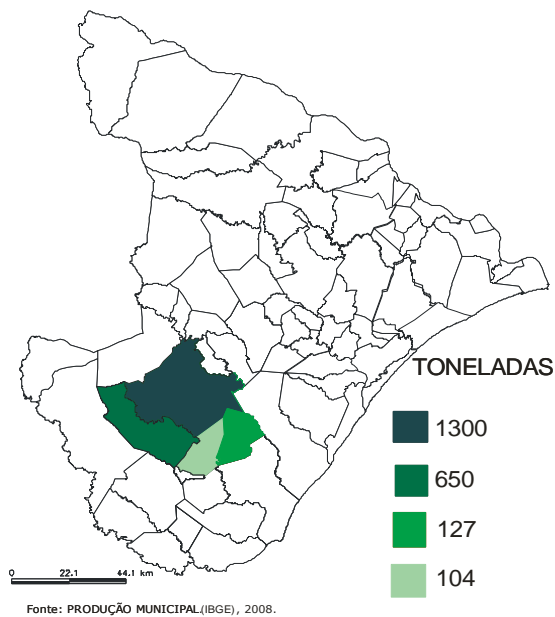 TONELADAS
1300
650
127
104
0 22.1 44.1 km
Fonte: PRODUÇÃO MUNICIPAL(IBGE), 2008.